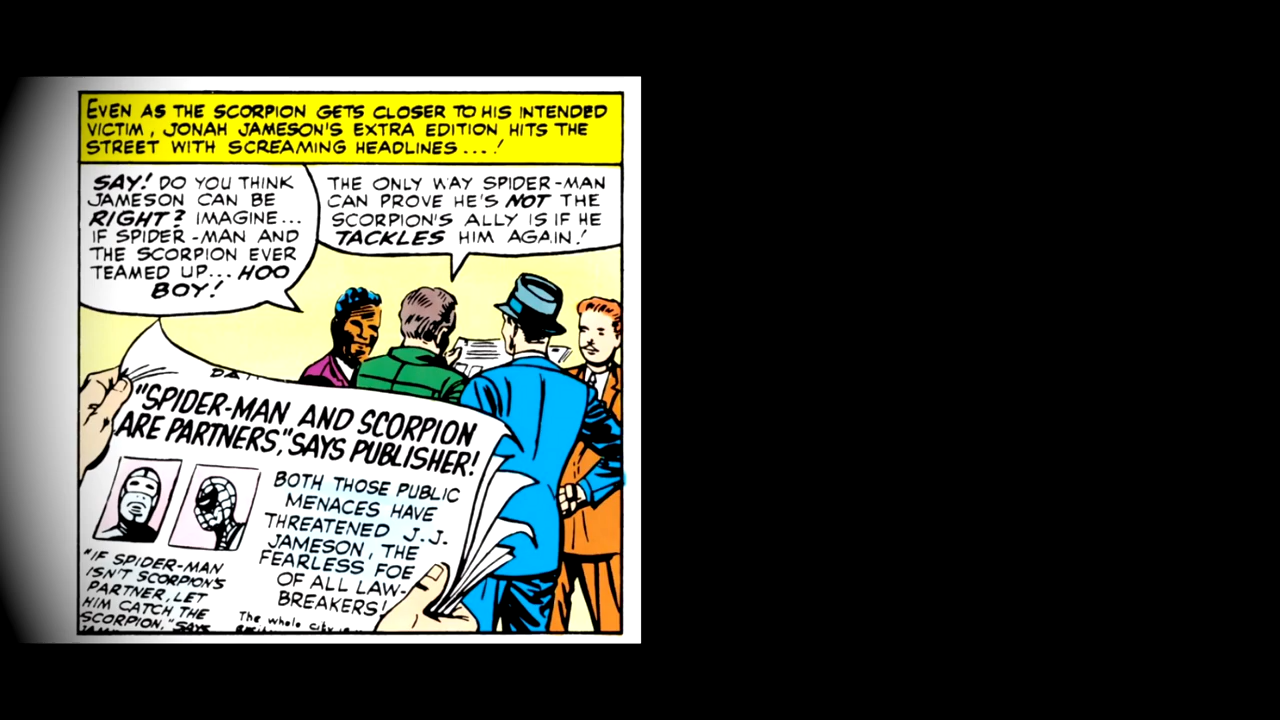 EVEN AS THE SCORPION GETS CLOSER TO HIS INTENDED
VICTIM, JONAH JAMESON'S EXTRA EDITION HITS THE
STREET WITH SCREAMING HEADLINES....!
SAY! DO YOU THINK
JAMESON CAN BE
RIGHT? IMAGINE...
IF SPIDER-MAN AND
THE SCORPION EVER
TEAMED UP... HOO
BOY!
THE ONLY WAY SPIDER-MAN
CAN PROVE HE'S NOT THE
SCORPION'S ALLY IS IF HE
TACKLES HIM AGAIN!
"SPIDER-MAN AND SCORPION
ARE PARTNERS," SAYS PUBLISHER!
BOTH THOSE PUBLIC
MENACES HAVE
THREATENED J.J.
JAMESON, THE
FEARLESS FOE
OF ALL LAW-
BREAKERS!
"IF SPIDER-MAN
ISN'T SCORPION'S
PARTNER, LET
HIM CATCH THE
SCORPION," SAYS
The whole city is